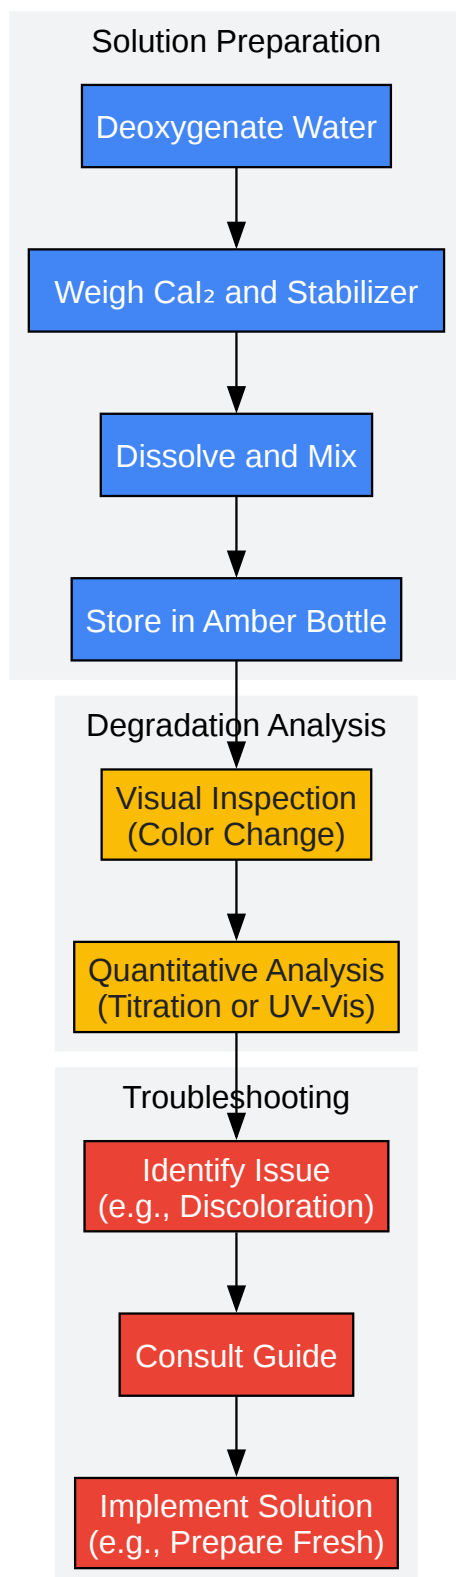 Solution Preparation
Deoxygenate Water
Weigh CaI₂ and Stabilizer
Dissolve and Mix
Store in Amber Bottle
Degradation Analysis
Visual Inspection
(Color Change)
Quantitative Analysis
(Titration or UV-Vis)
Troubleshooting
Identify Issue
(e.g., Discoloration)
Consult Guide
Implement Solution
(e.g., Prepare Fresh)